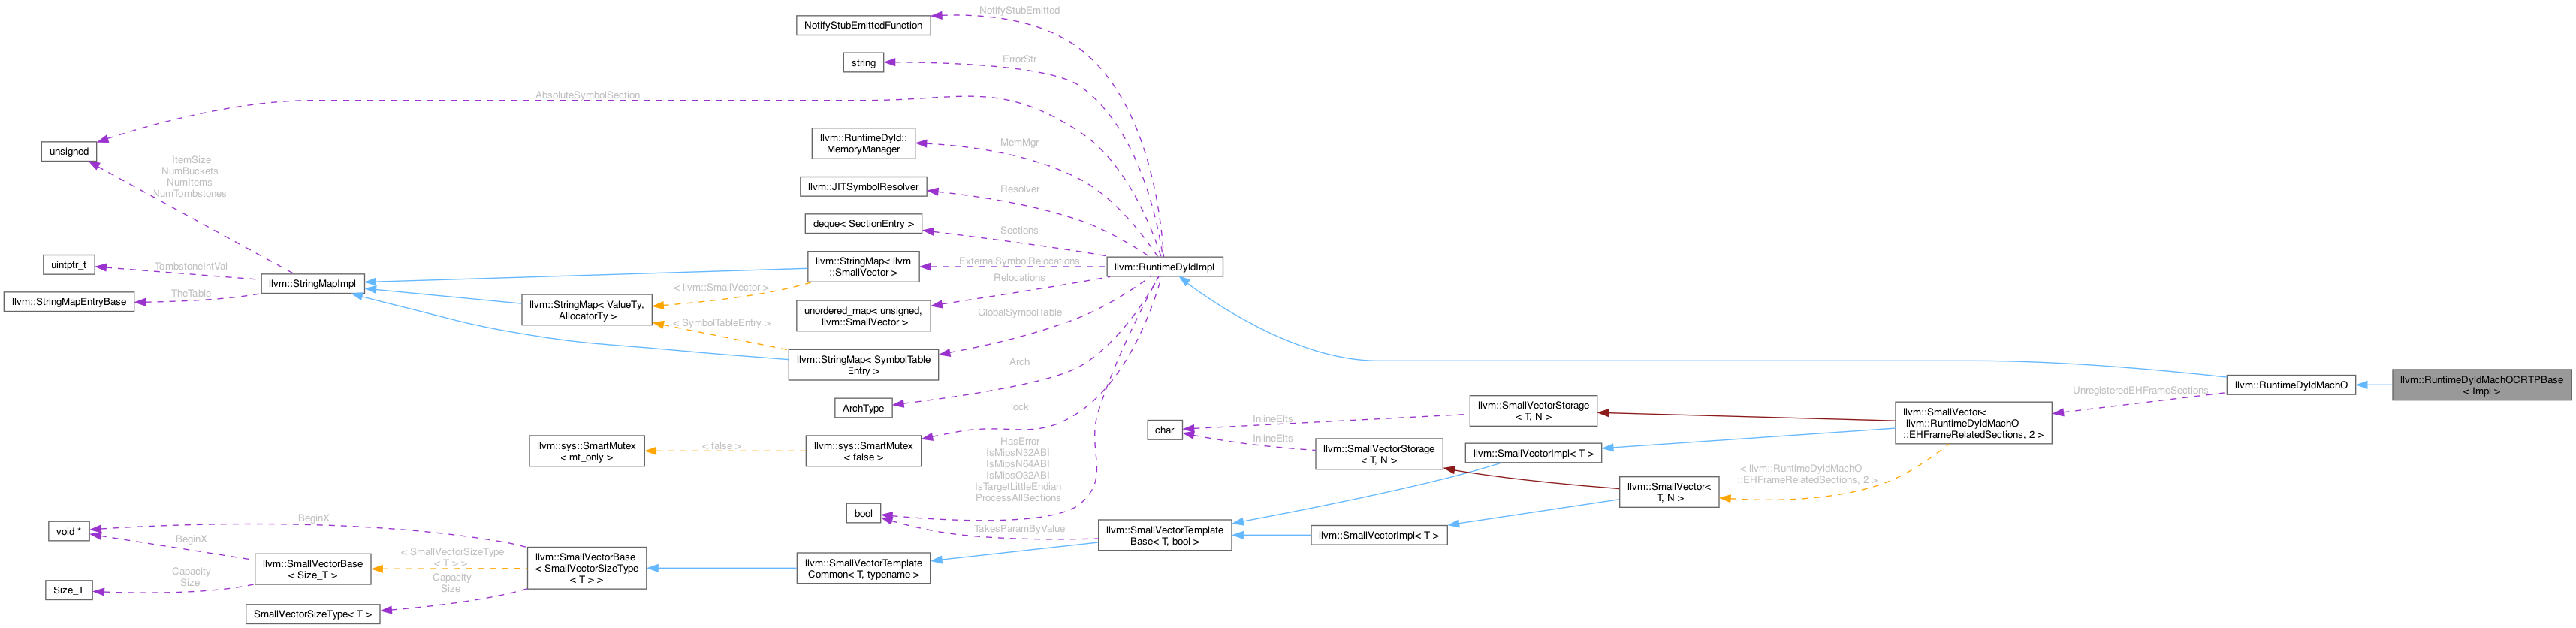 NotifyStubEmitted
NotifyStubEmittedFunction
string
ErrorStr
AbsoluteSymbolSection
unsigned
ItemSize
NumBuckets
NumItems
NumTombstones
llvm::RuntimeDyld::
MemoryManager
MemMgr
llvm::JITSymbolResolver
Resolver
deque< SectionEntry >
Sections
uintptr_t
TombstoneIntVal
llvm::StringMapImpl
llvm::StringMapEntryBase
TheTable
llvm::StringMap< llvm
::SmallVector >
ExternalSymbolRelocations
llvm::RuntimeDyldImpl
Relocations
< llvm::SmallVector >
llvm::StringMap< ValueTy,
AllocatorTy >
unordered_map< unsigned,
llvm::SmallVector >
GlobalSymbolTable
< SymbolTableEntry >
llvm::StringMap< SymbolTable
Entry >
Arch
ArchType
lock
llvm::sys::SmartMutex
< mt_only >
< false >
llvm::sys::SmartMutex
< false >
HasError
IsMipsN32ABI
IsMipsN64ABI
IsMipsO32ABI
IsTargetLittleEndian
ProcessAllSections
bool
TakesParamByValue
char
InlineElts
InlineElts
llvm::SmallVectorStorage
< T, N >
llvm::SmallVectorStorage
< T, N >
llvm::SmallVectorImpl< T >
llvm::SmallVector<
T, N >
llvm::SmallVector<
llvm::RuntimeDyldMachO
::EHFrameRelatedSections, 2 >
< llvm::RuntimeDyldMachO
::EHFrameRelatedSections, 2 >
UnregisteredEHFrameSections
llvm::RuntimeDyldMachO
llvm::RuntimeDyldMachOCRTPBase
< Impl >
void *
BeginX
BeginX
llvm::SmallVectorBase
< Size_T >
Capacity
Size
Size_T
< SmallVectorSizeType
< T > >
Capacity
Size
SmallVectorSizeType< T >
llvm::SmallVectorBase
< SmallVectorSizeType
< T > >
llvm::SmallVectorTemplate
Common< T, typename >
llvm::SmallVectorTemplate
Base< T, bool >
llvm::SmallVectorImpl< T >